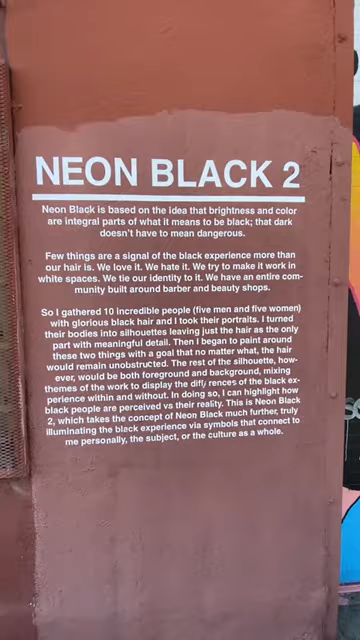 NEON BLACK 2
Neon Black is based on the idea that brightness and color
are integral parts of what it means to be black; that dark
doesn't have to mean dangerous.
Few things are a signal of the black experience more than
our hair is. We love it. We hate it. We try to make it work in
white spaces. We tie our identity to it. We have an entire com-
munity built around barber and beauty shops.
So I gathered 10 incredible people (five men and five women)
with glorious black hair and I took their portraits. I turned
their bodies into silhouettes leaving just the hair as the only
part with meaningful detail. Then I began to paint around
these two things with a goal that no matter what, the hair
would remain unobstructed. The rest of the silhouette, how-
ever, would be both foreground and background, mixing
themes of the work to display the diff rences of the black ex-
perience within and without. In doing so, I can highlight how
black people are perceived vs their reality. This is Neon Black
2, which takes the concept of Neon Black much further, truly
illuminating the black experience via symbols that connect to
me personally, the subject, or the culture as a whole.